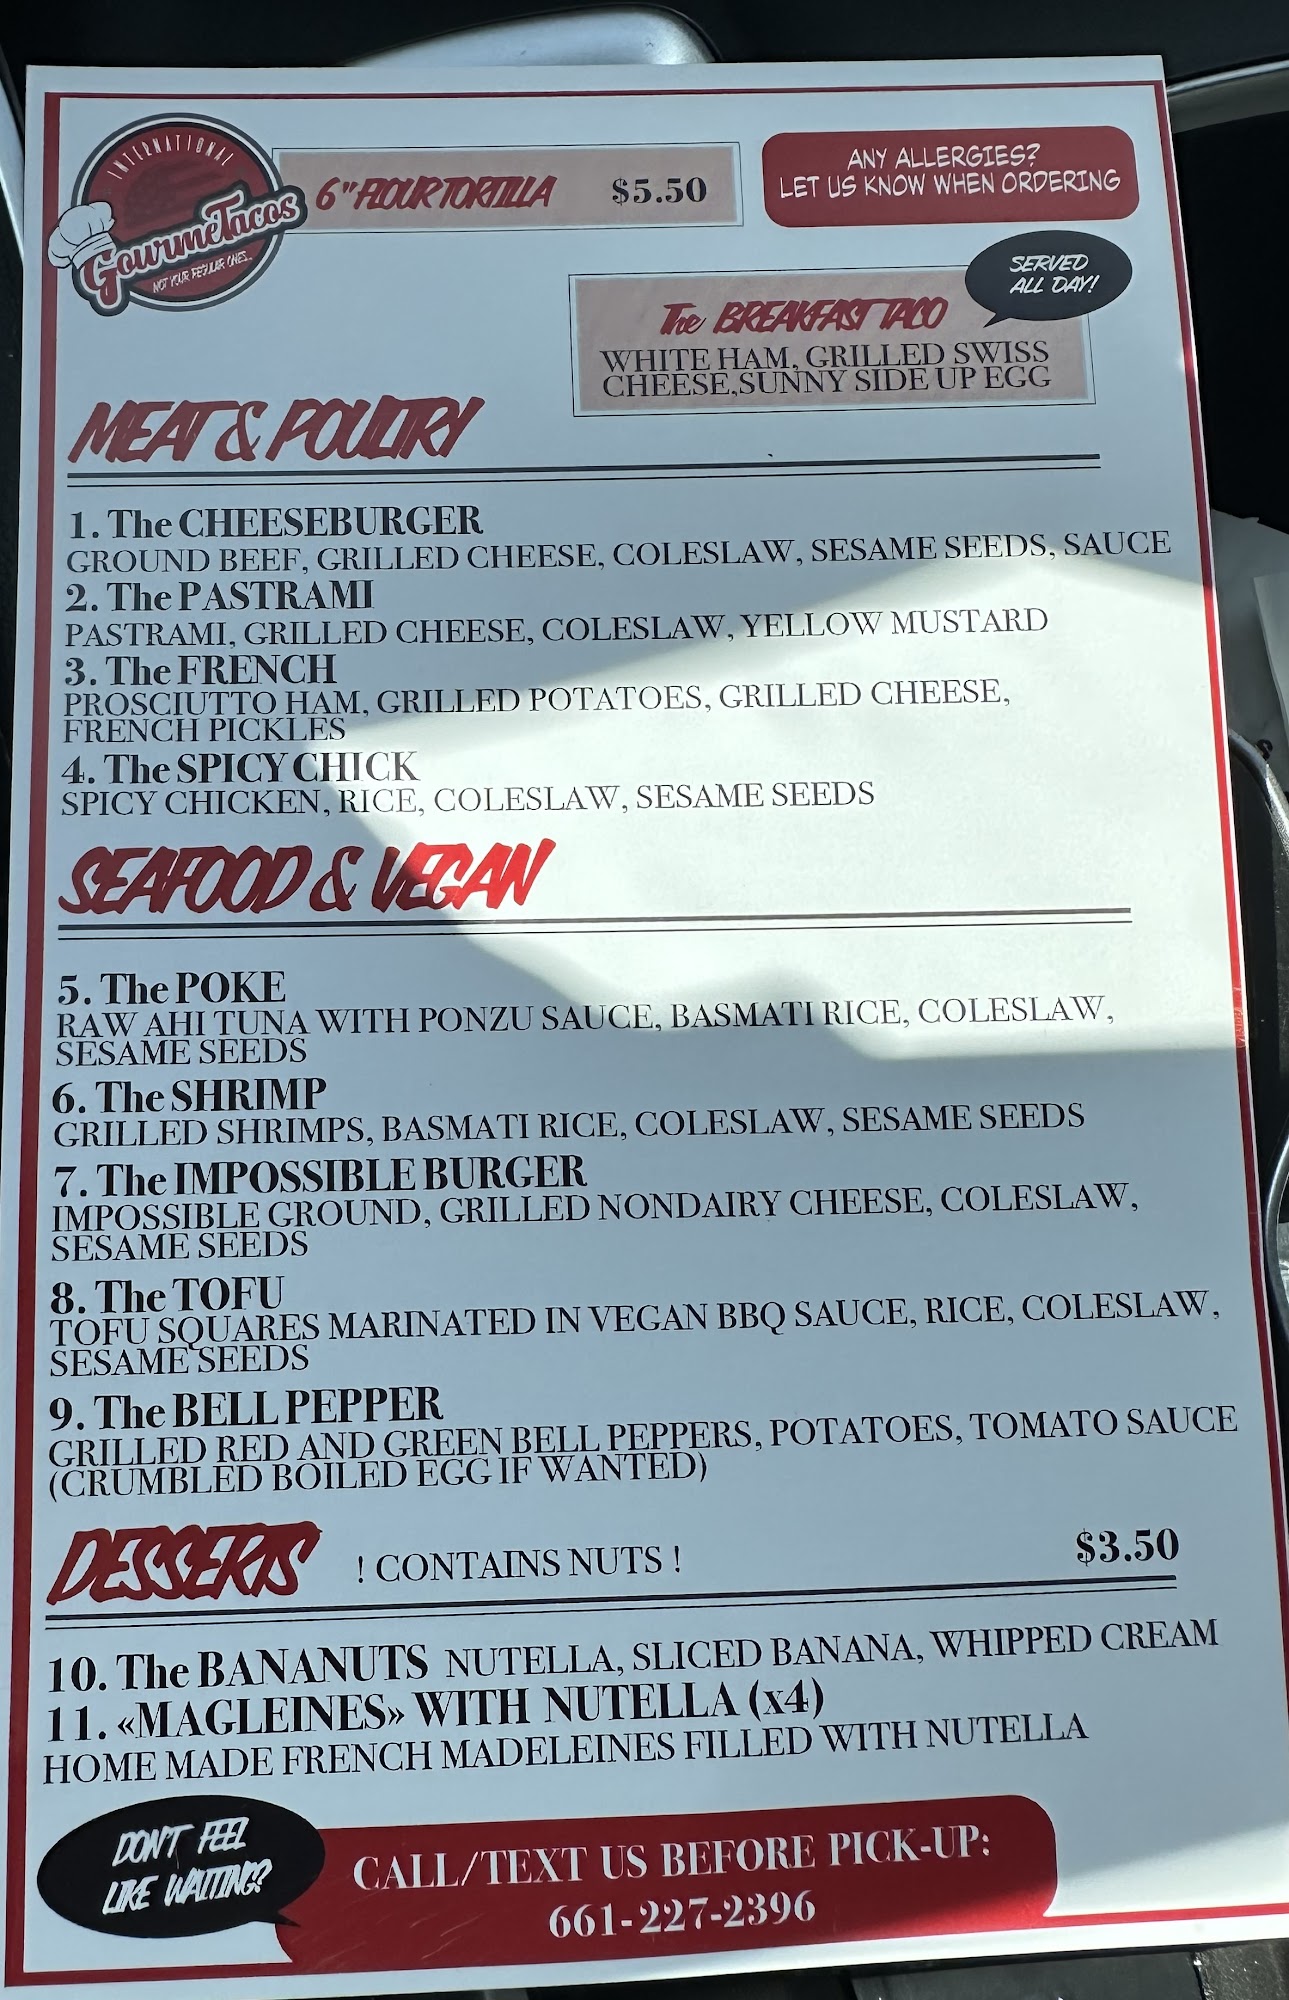 INTERNATIONAL
GourmeTacos
NOT YOUR REGULAR ONES...
6" FLOUR TORTILLA $5.50
ANY ALLERGIES?
LET US KNOW WHEN ORDERING
SERVED
ALL DAY!
The BREAKFAST TACO
WHITE HAM, GRILLED SWISS
CHEESE,SUNNY SIDE UP EGG
MEAT & POULTRY
1. The CHEESEBURGER
GROUND BEEF, GRILLED CHEESE, COLESLAW, SESAME SEEDS, SAUCE
2. The PASTRAMI
PASTRAMI, GRILLED CHEESE, COLESLAW, YELLOW MUSTARD
3. The FRENCH
PROSCIUTTO HAM, GRILLED POTATOES, GRILLED CHEESE,
FRENCH PICKLES
4. The SPICY CHICK
SPICY CHICKEN, RICE, COLESLAW, SESAME SEEDS
SEAFOOD & VEGAN
5. The POKE
RAW AHI TUNA WITH PONZU SAUCE, BASMATI RICE, COLESLAW,
SESAME SEEDS
6. The SHRIMP
GRILLED SHRIMPS, BASMATI RICE, COLESLAW, SESAME SEEDS
7. The IMPOSSIBLE BURGER
IMPOSSIBLE GROUND, GRILLED NONDAIRY CHEESE, COLESLAW,
SESAME SEEDS
8. The TOFU
TOFU SQUARES MARINATED IN VEGAN BBQ SAUCE, RICE, COLESLAW,
SESAME SEEDS
9. The BELL PEPPER
GRILLED RED AND GREEN BELL PEPPERS, POTATOES, TOMATO SAUCE
(CRUMBLED BOILED EGG IF WANTED)
DESSERTS ! CONTAINS NUTS ! $3.50
10. The BANANUTS NUTELLA, SLICED BANANA, WHIPPED CREAM
11. «MAGLEINES» WITH NUTELLA (x4)
HOME MADE FRENCH MADELEINES FILLED WITH NUTELLA
DON'T FEEL
LIKE WAITING?
CALL/TEXT US BEFORE PICK-UP:
661-227-2396